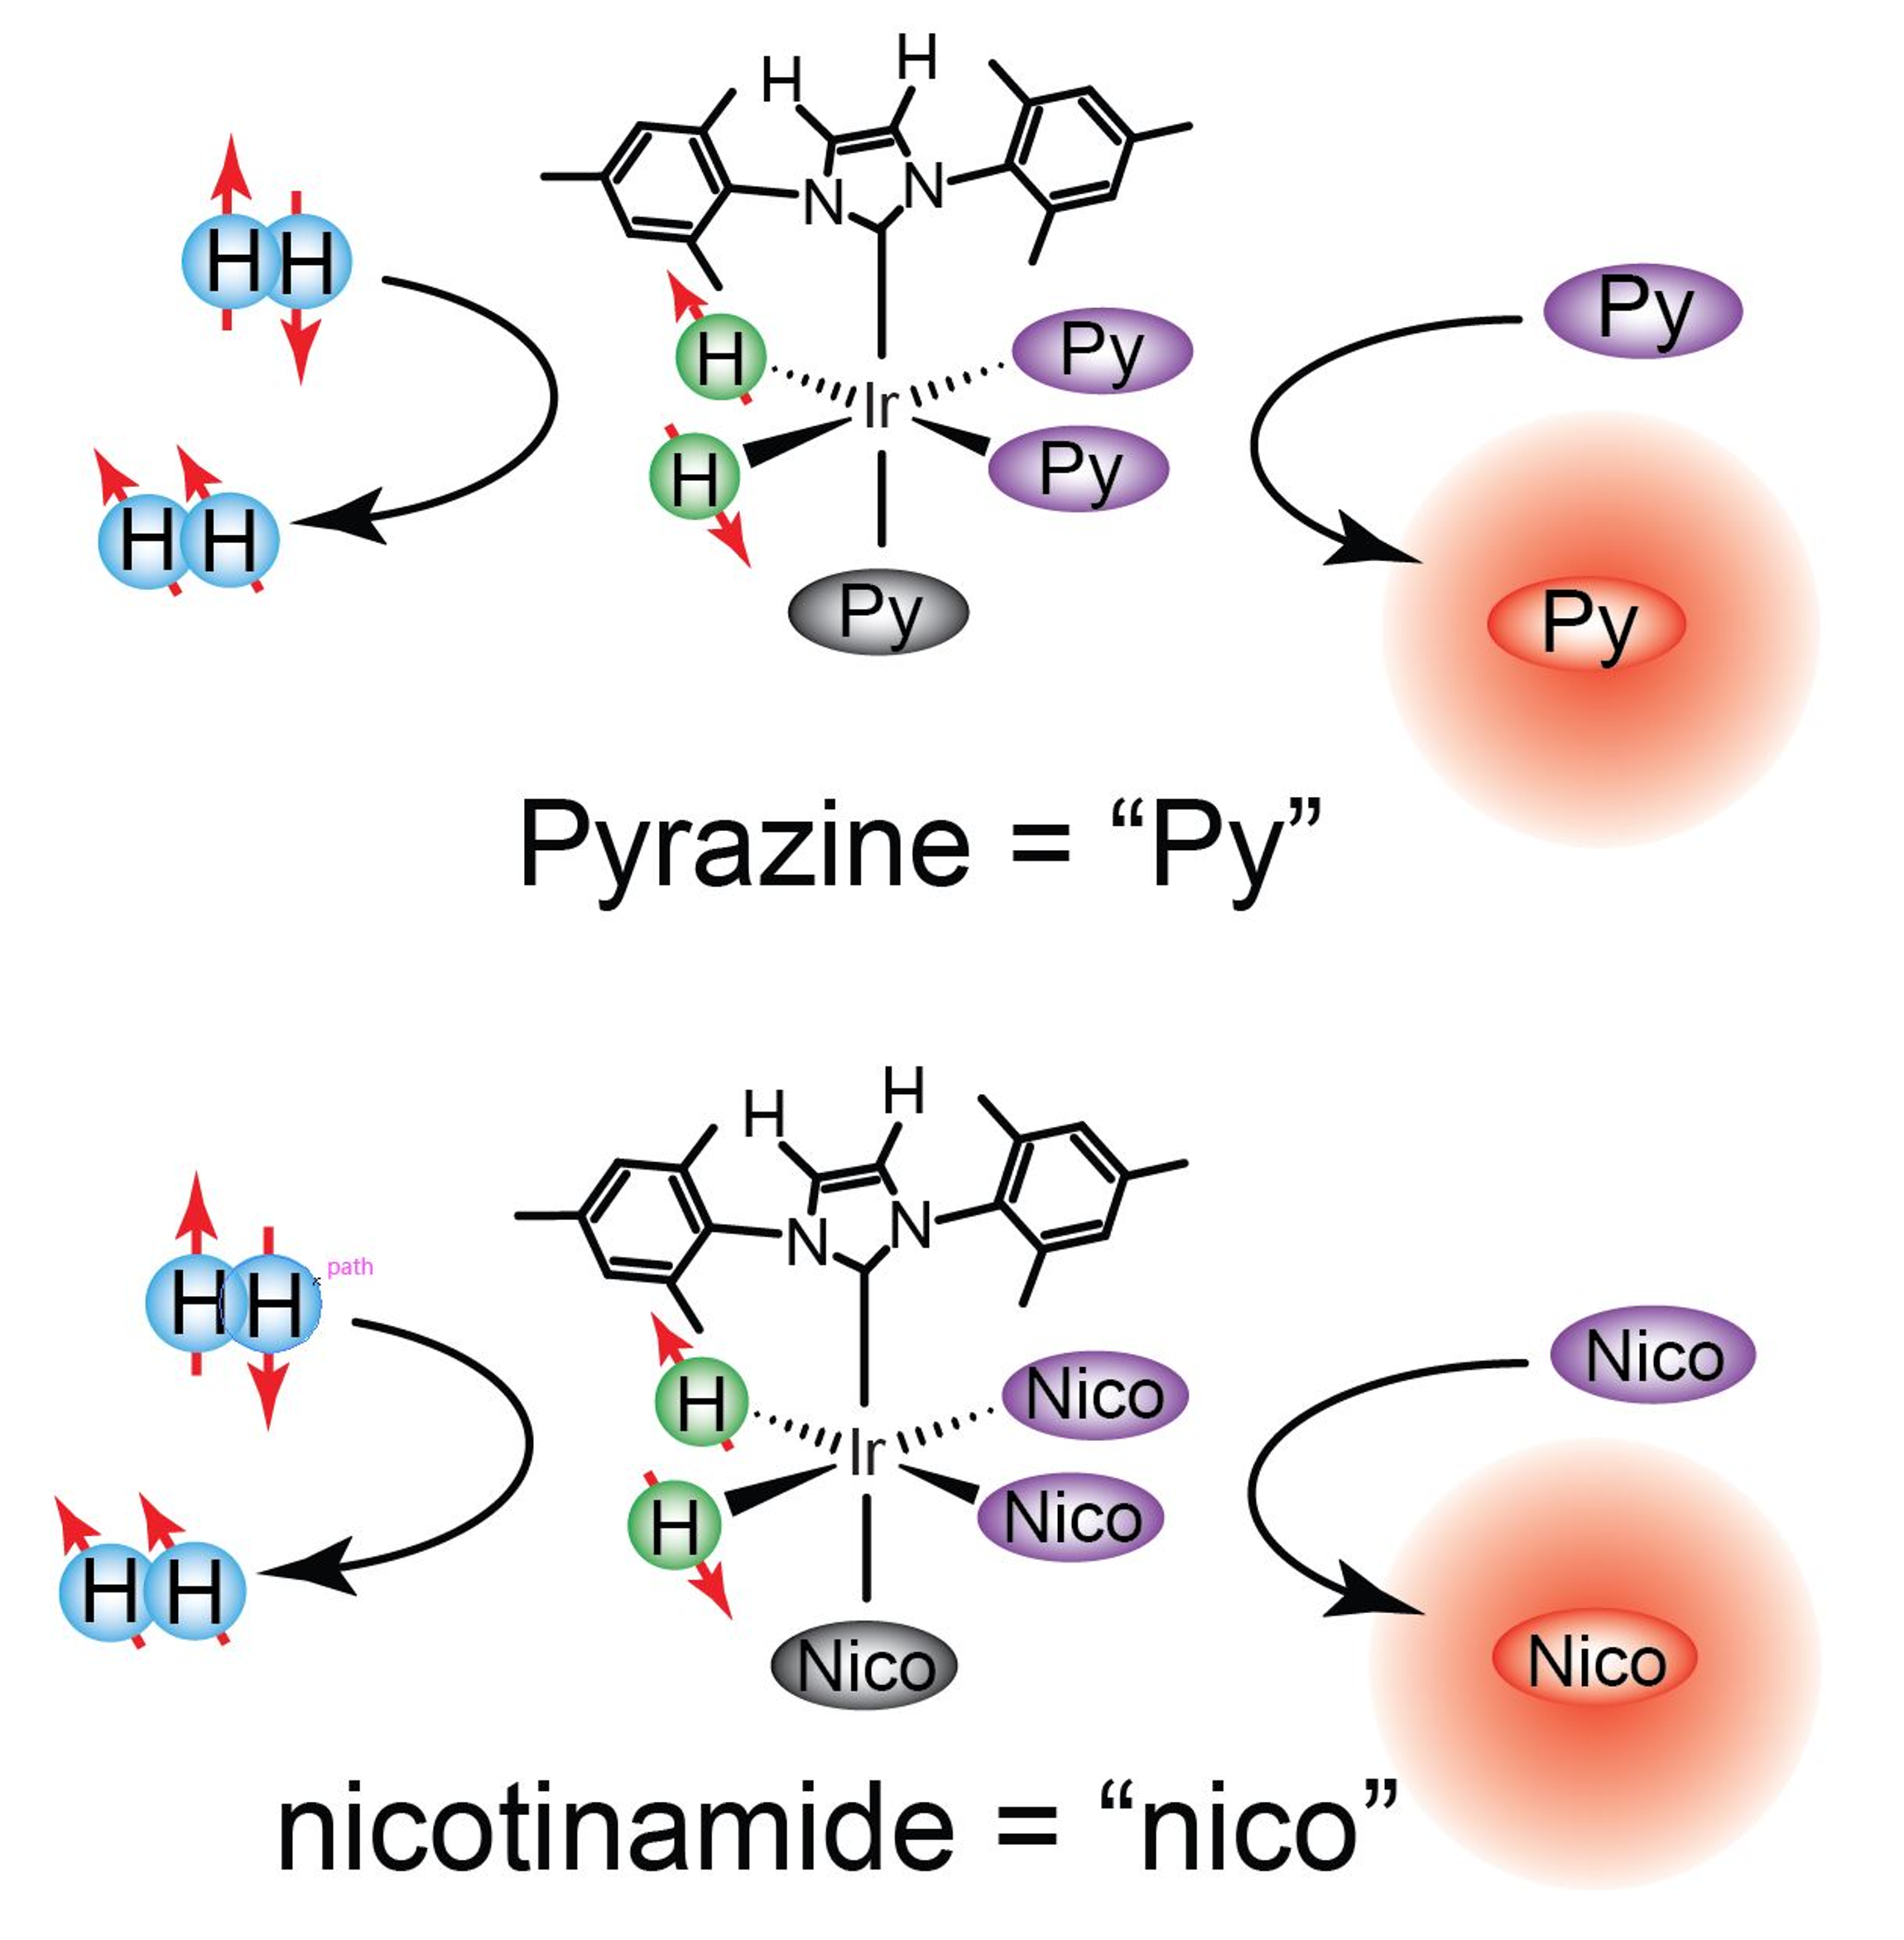 H H
N N
H H
H Py
Ir
H Py
H H
Py
Py
Py
Pyrazine = “Py”
H H
N N
H H path
H Nico
Ir
H Nico
H H
Nico
Nico
Nico
nicotinamide = “nico”